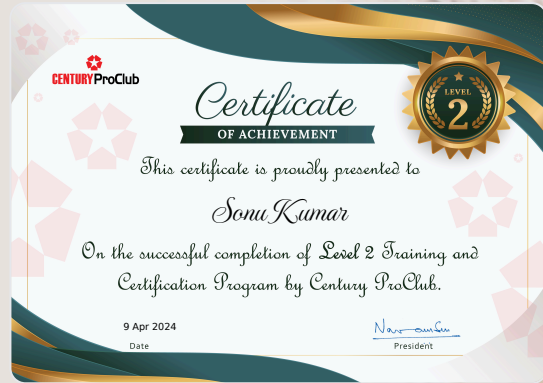 CENTURY ProClub
Certificate
OF ACHIEVEMENT
LEVEL
2
This certificate is proudly presented to
Sonu Kumar
On the successful completion of Level 2 Training and
Certification Program by Century ProClub.
9 Apr 2024
Date
President